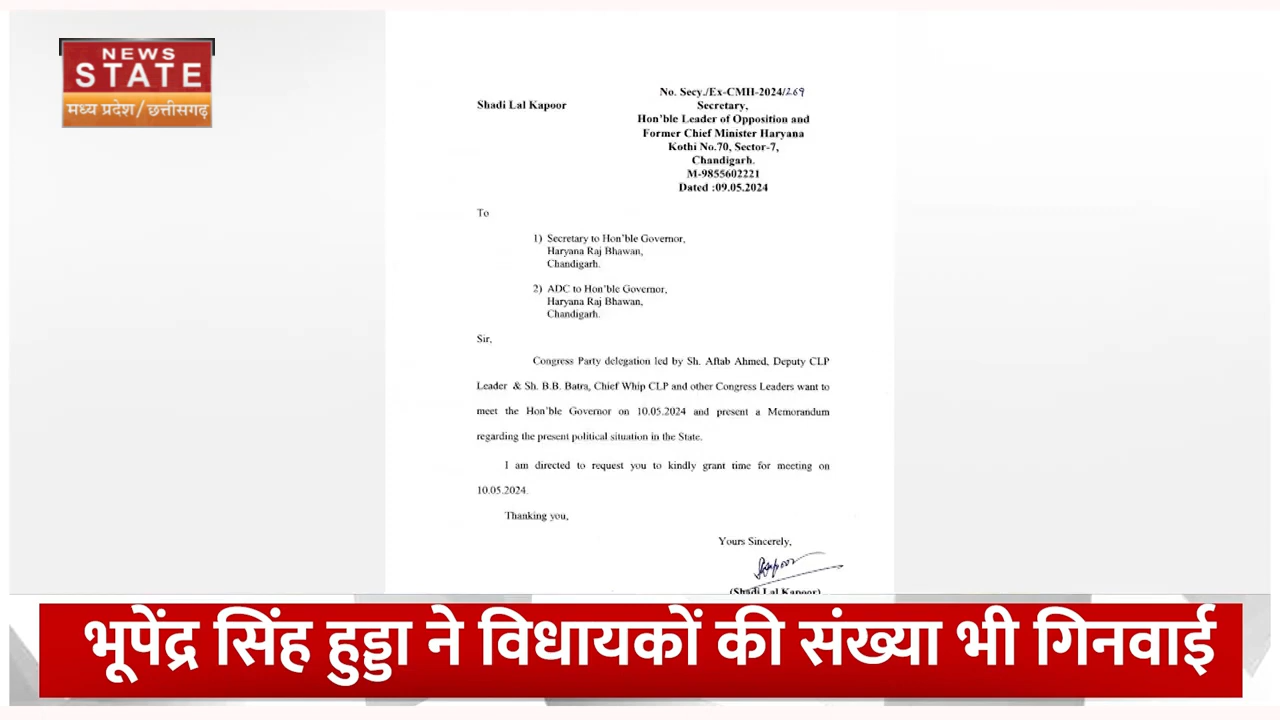 NEWS
STATE
मध्य प्रदेश/छत्तीसगढ़
No. Secy./Ex-CMH-2024/1269
Shadi Lal Kapoor
Secretary,
Hon'ble Leader of Opposition and
Former Chief Minister Haryana
Kothi No.70, Sector-7,
Chandigarh.
M-9855602221
Dated :09.05.2024
To
1) Secretary to Hon'ble Governor,
Haryana Raj Bhawan,
Chandigarh.
2) ADC to Hon'ble Governor,
Haryana Raj Bhawan,
Chandigarh.
Sir,
Congress Party delegation led by Sh. Aftab Ahmed, Deputy CLP
Leader & Sh. B.B. Batra, Chief Whip CLP and other Congress Leaders want to
meet the Hon'ble Governor on 10.05.2024 and present a Memorandum
regarding the present political situation in the State.
I am directed to request you to kindly grant time for meeting on
10.05.2024.
Thanking you,
Yours Sincerely,
(Shadi Lal Kapoor)
भूपेंद्र सिंह हुड्डा ने विधायकों की संख्या भी गिनवाई